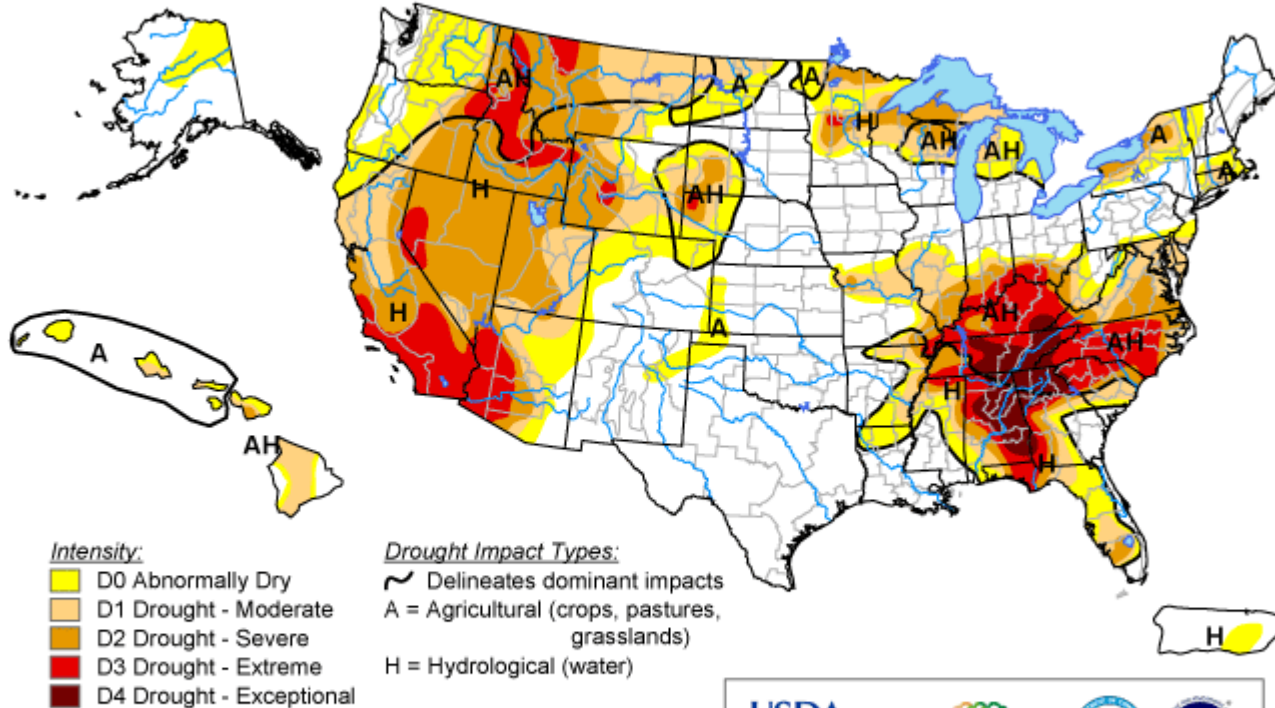 AH
A
A
H
AH
AH
A
A
H
AH
H
A
AH
AH
A
H
AH
H
H
Intensity:
D0 Abnormally Dry
D1 Drought - Moderate
D2 Drought - Severe
D3 Drought - Extreme
D4 Drought - Exceptional
Drought Impact Types:
Delineates dominant impacts
A = Agricultural (crops, pastures,
grasslands)
H = Hydrological (water)
USDA